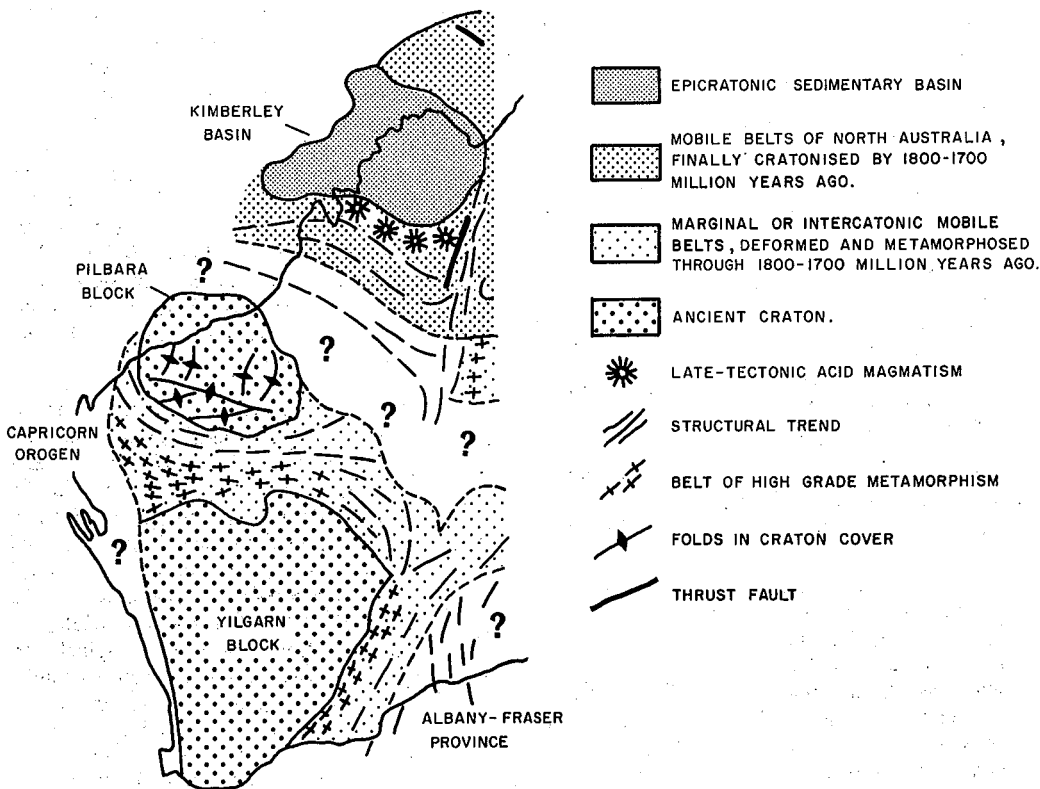 KIMBERLEY
BASIN
PILBARA
BLOCK
?
?
?
?
CAPRICORN
OROGEN
?
YILGARN
BLOCK
?
ALBANY-FRASER
PROVINCE
EPICRATONIC SEDIMENTARY BASIN
MOBILE BELTS OF NORTH AUSTRALIA,
FINALLY CRATONISED BY 1800-1700
MILLION YEARS AGO.
MARGINAL OR INTERCATONIC MOBILE
BELTS, DEFORMED AND METAMORPHOSED
THROUGH 1800-1700 MILLION YEARS AGO.
ANCIENT CRATON.
LATE-TECTONIC ACID MAGMATISM
STRUCTURAL TREND
BELT OF HIGH GRADE METAMORPHISM
FOLDS IN CRATON COVER
THRUST FAULT